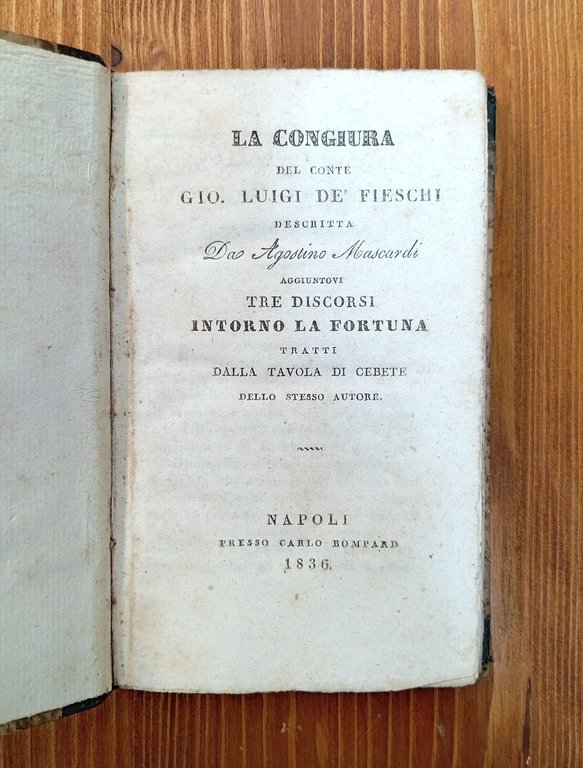 LA CONGIURA
DEL CONTE
GIO. LUIGI DE' FIESCHI
DESCRITTA
Da Agostino Mascardi
AGGIUNTOVI
TRE DISCORSI
INTORNO LA FORTUNA
TRATTI
DALLA TAVOLA DI CEBETE
DELLO STESSO AUTORE.
NAPOLI
PRESSO CARLO BOMPARD
1836.